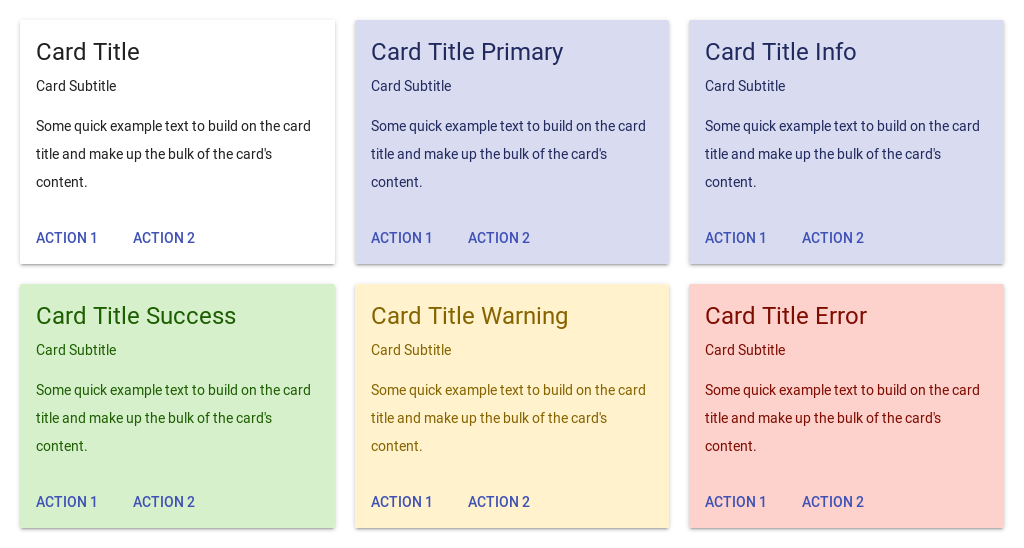 Card Title
Card Subtitle
Some quick example text to build on the card
title and make up the bulk of the card's
content.
ACTION 1 ACTION 2
Card Title Primary
Card Subtitle
Some quick example text to build on the card
title and make up the bulk of the card's
content.
ACTION 1 ACTION 2
Card Title Info
Card Subtitle
Some quick example text to build on the card
title and make up the bulk of the card's
content.
ACTION 1 ACTION 2
Card Title Success
Card Subtitle
Some quick example text to build on the card
title and make up the bulk of the card's
content.
ACTION 1 ACTION 2
Card Title Warning
Card Subtitle
Some quick example text to build on the card
title and make up the bulk of the card's
content.
ACTION 1 ACTION 2
Card Title Error
Card Subtitle
Some quick example text to build on the card
title and make up the bulk of the card's
content.
ACTION 1 ACTION 2